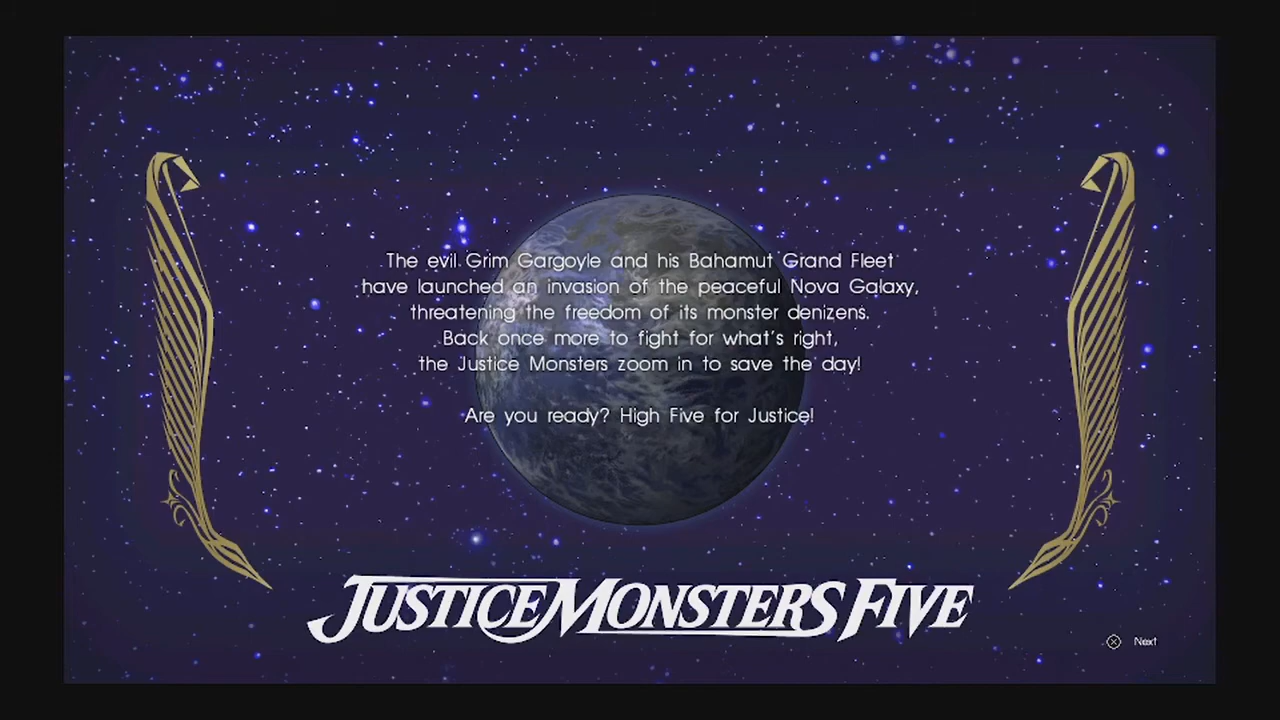 The evil Grim Gargoyle and his Bahamut Grand Fleet
have launched an invasion of the peaceful Nova Galaxy,
threatening the freedom of its monster denizens.
Back once more to fight for what's right,
the Justice Monsters zoom in to save the day!
Are you ready? High Five for Justice!
JUSTICE MONSTERS FIVE
Next